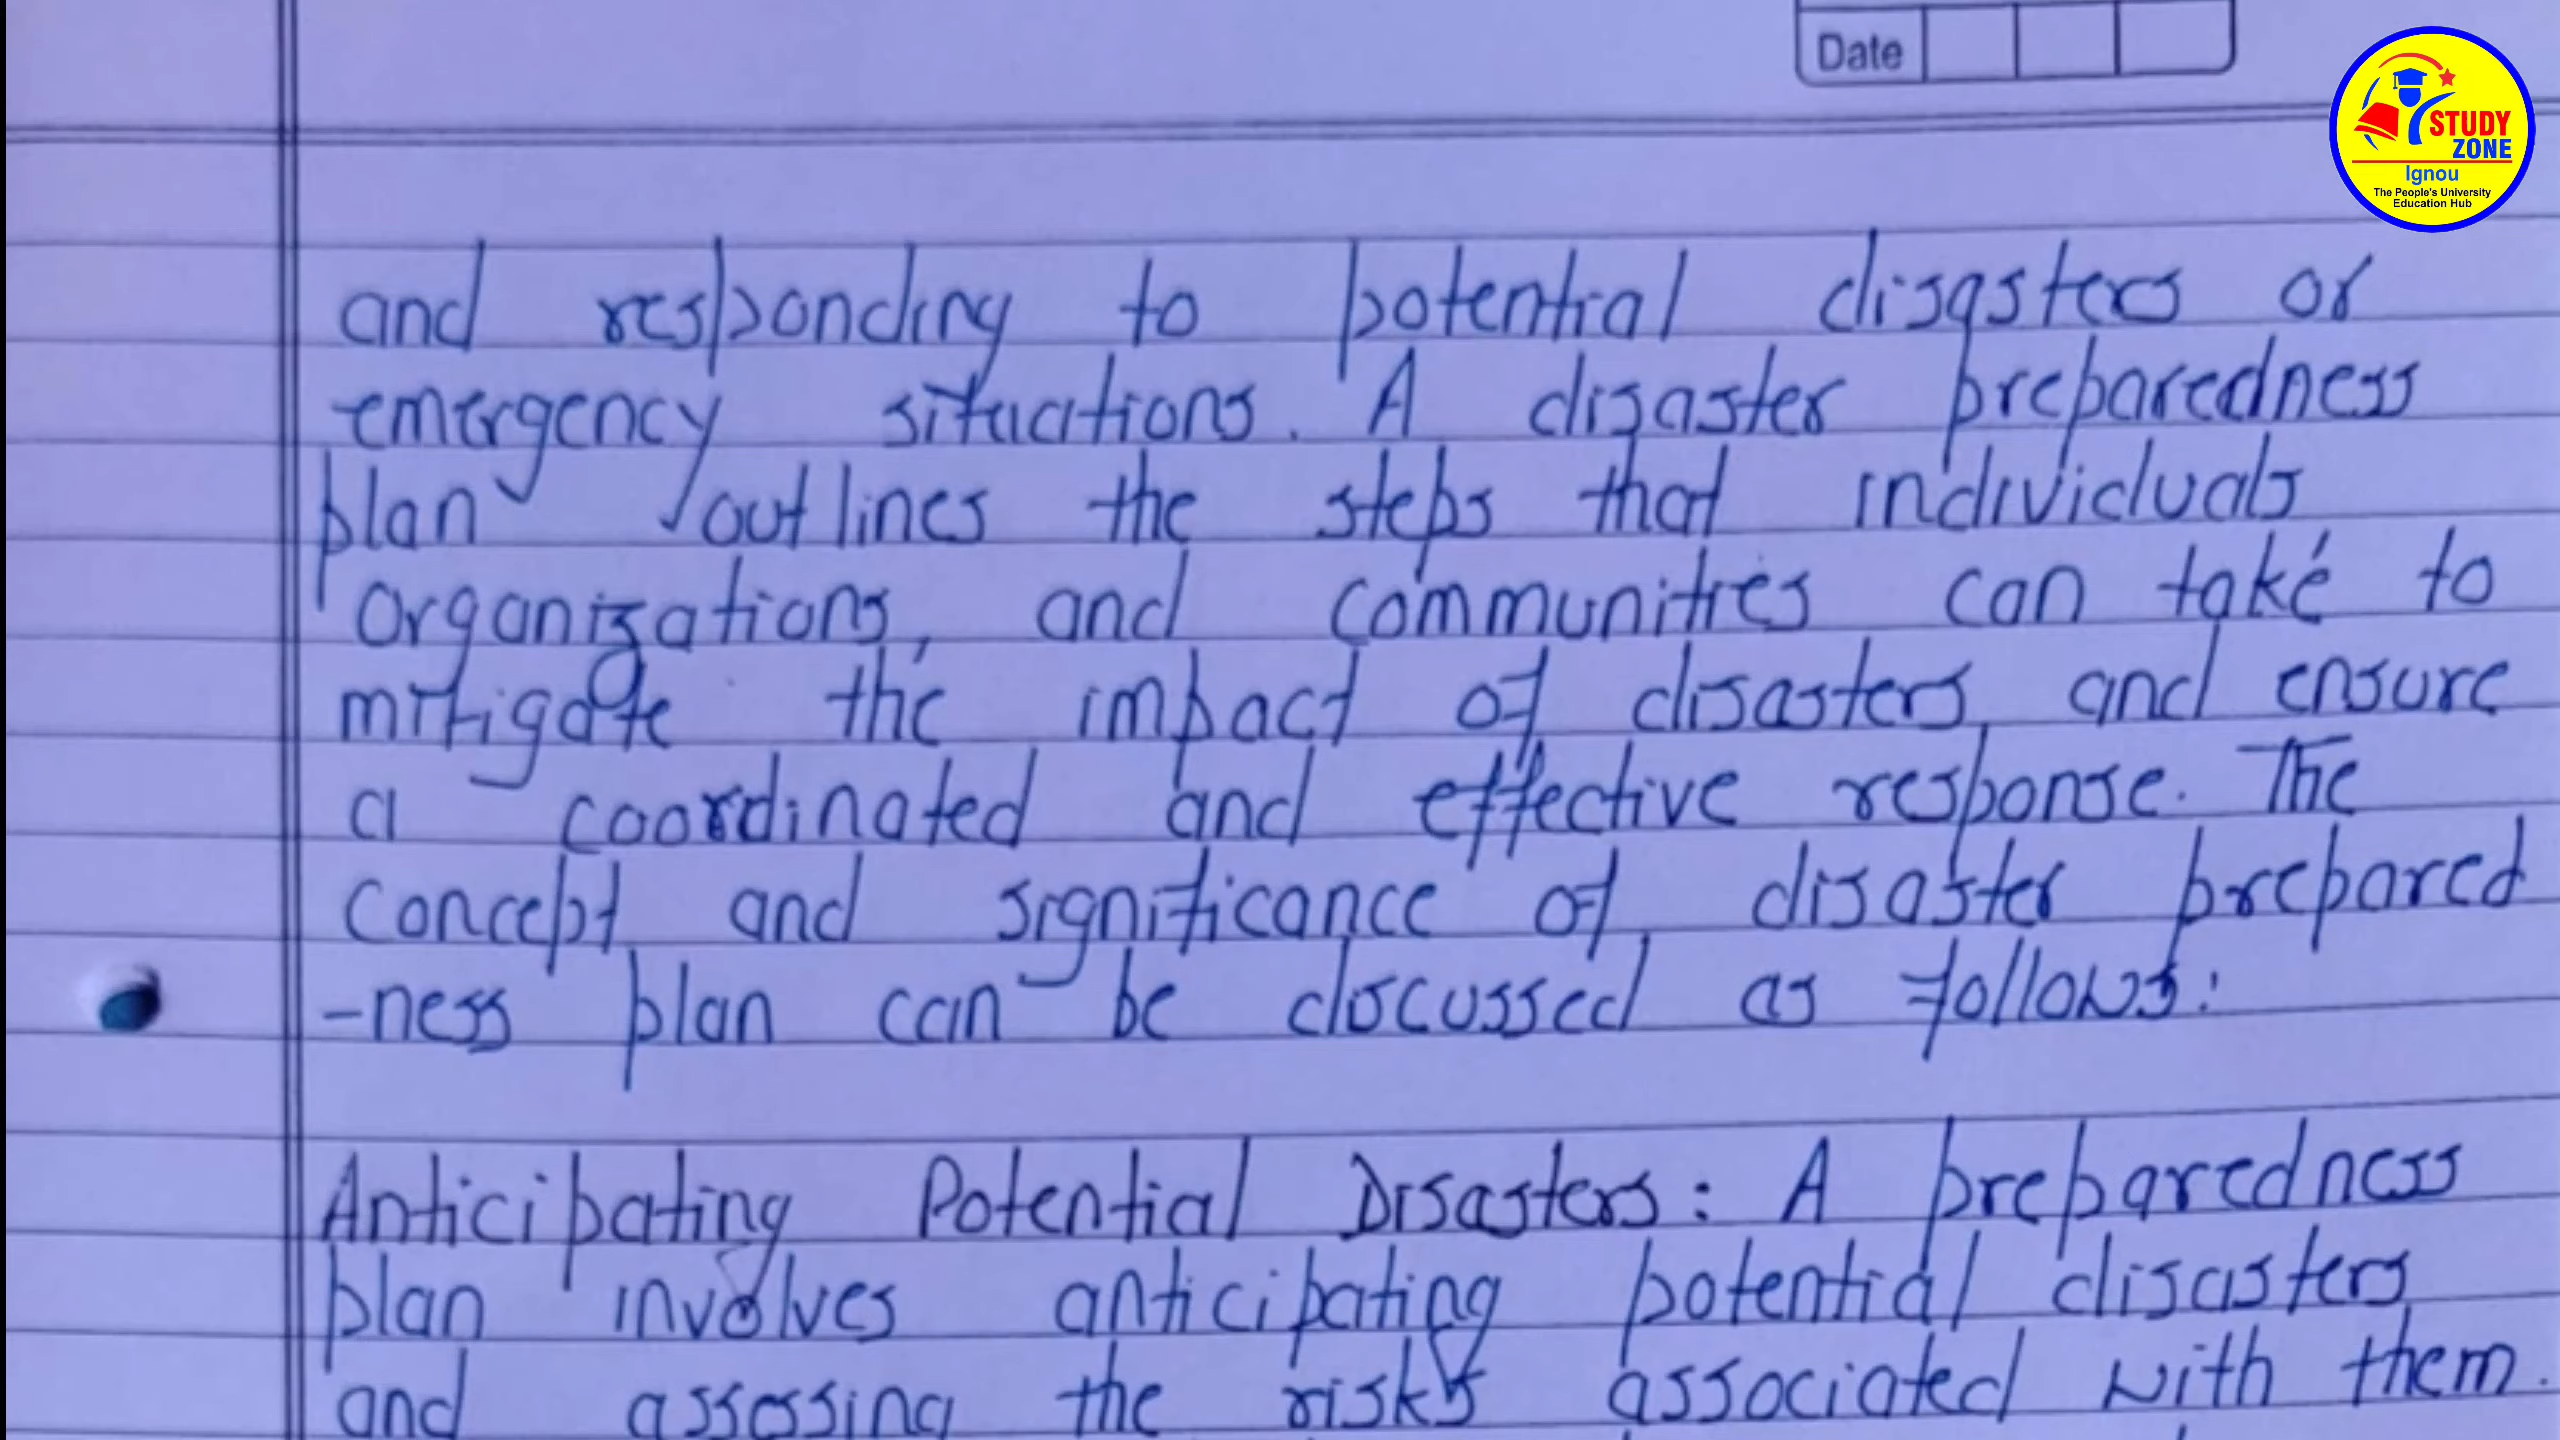 Date
STUDY
ZONE
Ignou
The People's University
Education Hub
and responding to potential disasters or
emergency situations. A disaster preparedness
plan outlines the steps that individuals
organizations, and communities can take to
mitigate the impact of disasters, and ensure
a coordinated and effective response. The
concept and significance of disaster prepared
-ness plan can be discussed as follows:
Anticipating Potential Disasters: A preparedness
plan involves anticipating potential disasters
and assessing the risks associated with them.